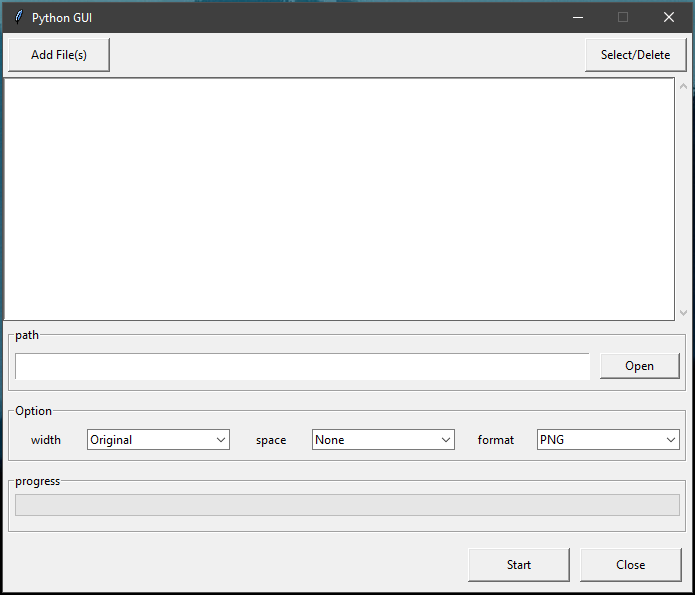 Python GUI
Add File(s) Select/Delete
path
Open
Option
width Original space None format PNG
progress
Start Close